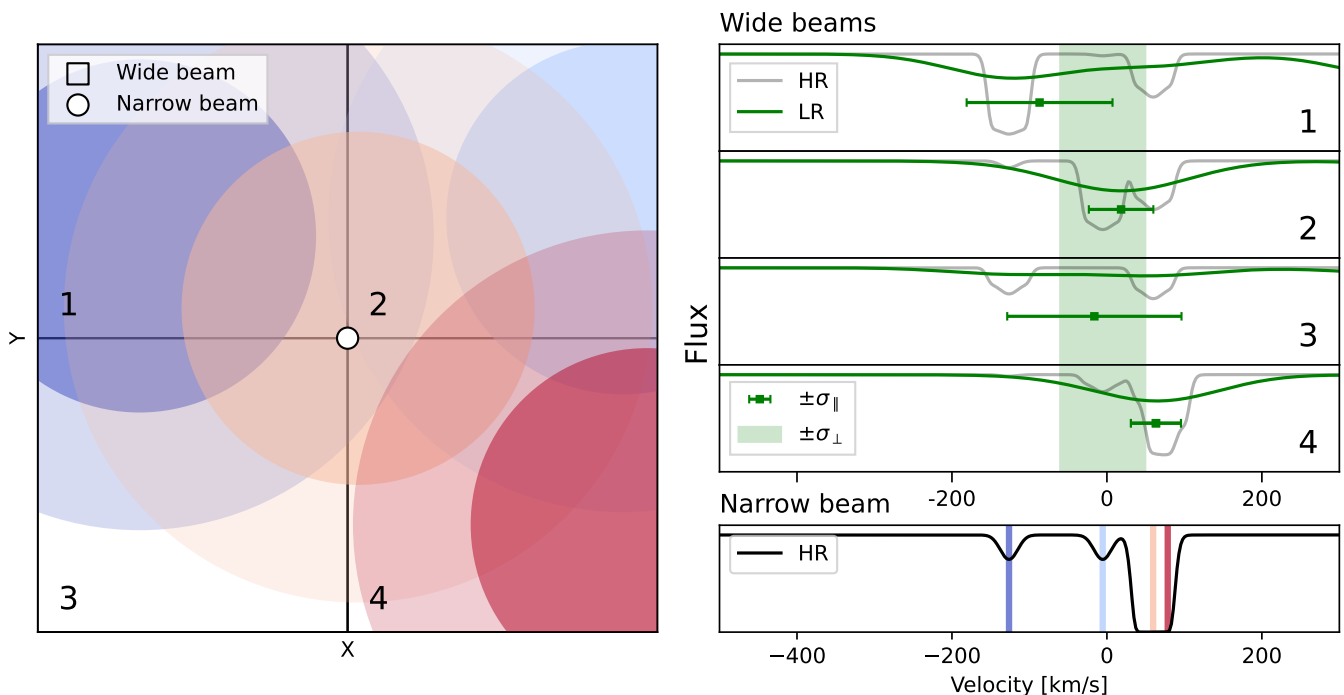 Wide beam
Narrow beam
1
2
3
4
Y
X
Wide beams
HR
LR
1
2
3
±σ∥
±σ⊥
4
Flux
-200
0
200
Narrow beam
HR
−400
−200
0
200
Velocity [km/s]